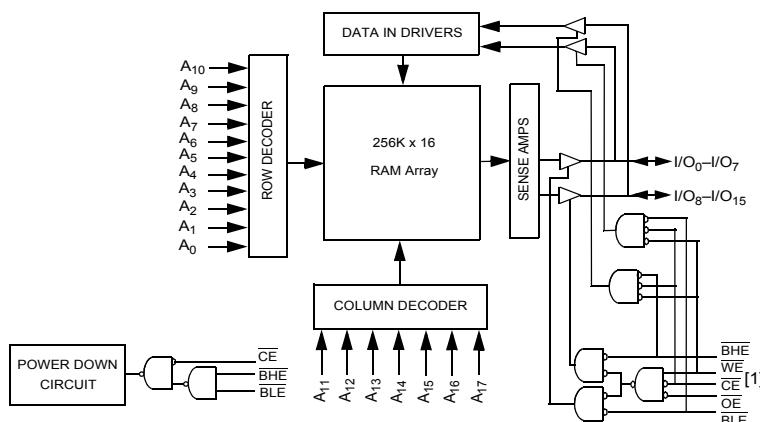 DATA IN DRIVERS
A10
A9
A8
A7
A6
A5
A4
A3
A2
A1
A0
ROW DECODER
256K x 16
RAM Array
SENSE AMPS
I/O0–I/O7
I/O8–I/O15
COLUMN DECODER
A11
A12
A13
A14
A15
A16
A17
POWER DOWN
CIRCUIT
CE
BHE
BLE
BHE
WE
CE
[1]
OE
BLE